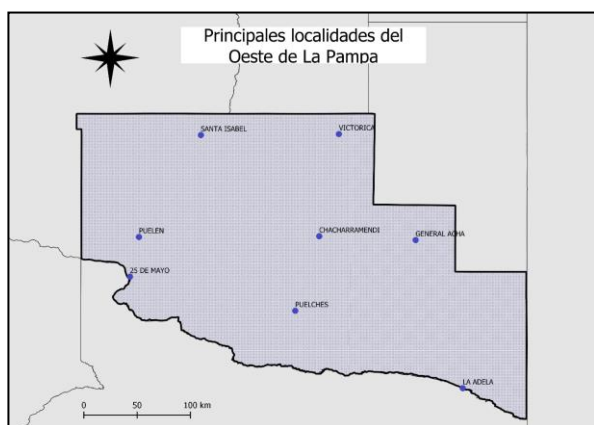 Principales localidades del
Oeste de La Pampa
SANTA ISABEL
VICTORICA
PUELEN
CHACHARRAMENDI
GENERAL ACHA
25 DE MAYO
PUELCHES
LA ADELA
0 50 100 km